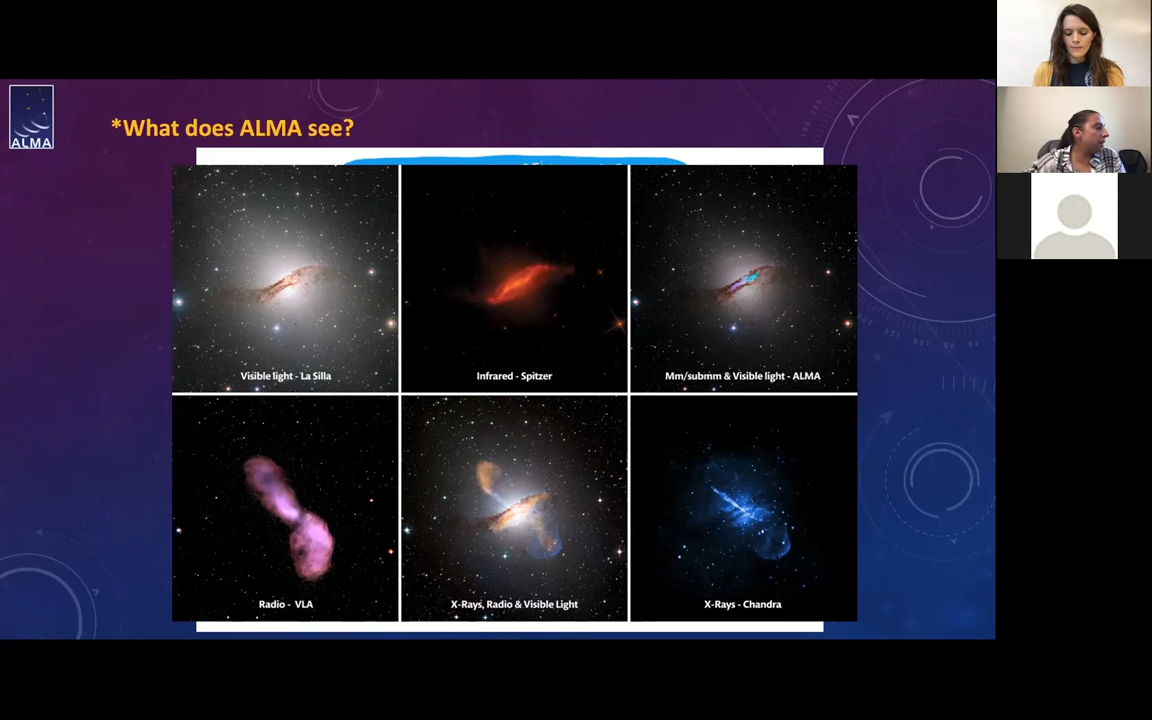 ALMA
*What does ALMA see?
Visible light - La Silla
Infrared - Spitzer
Mm/submm & Visible light - ALMA
Radio - VLA
X-Rays, Radio & Visible Light
X-Rays - Chandra